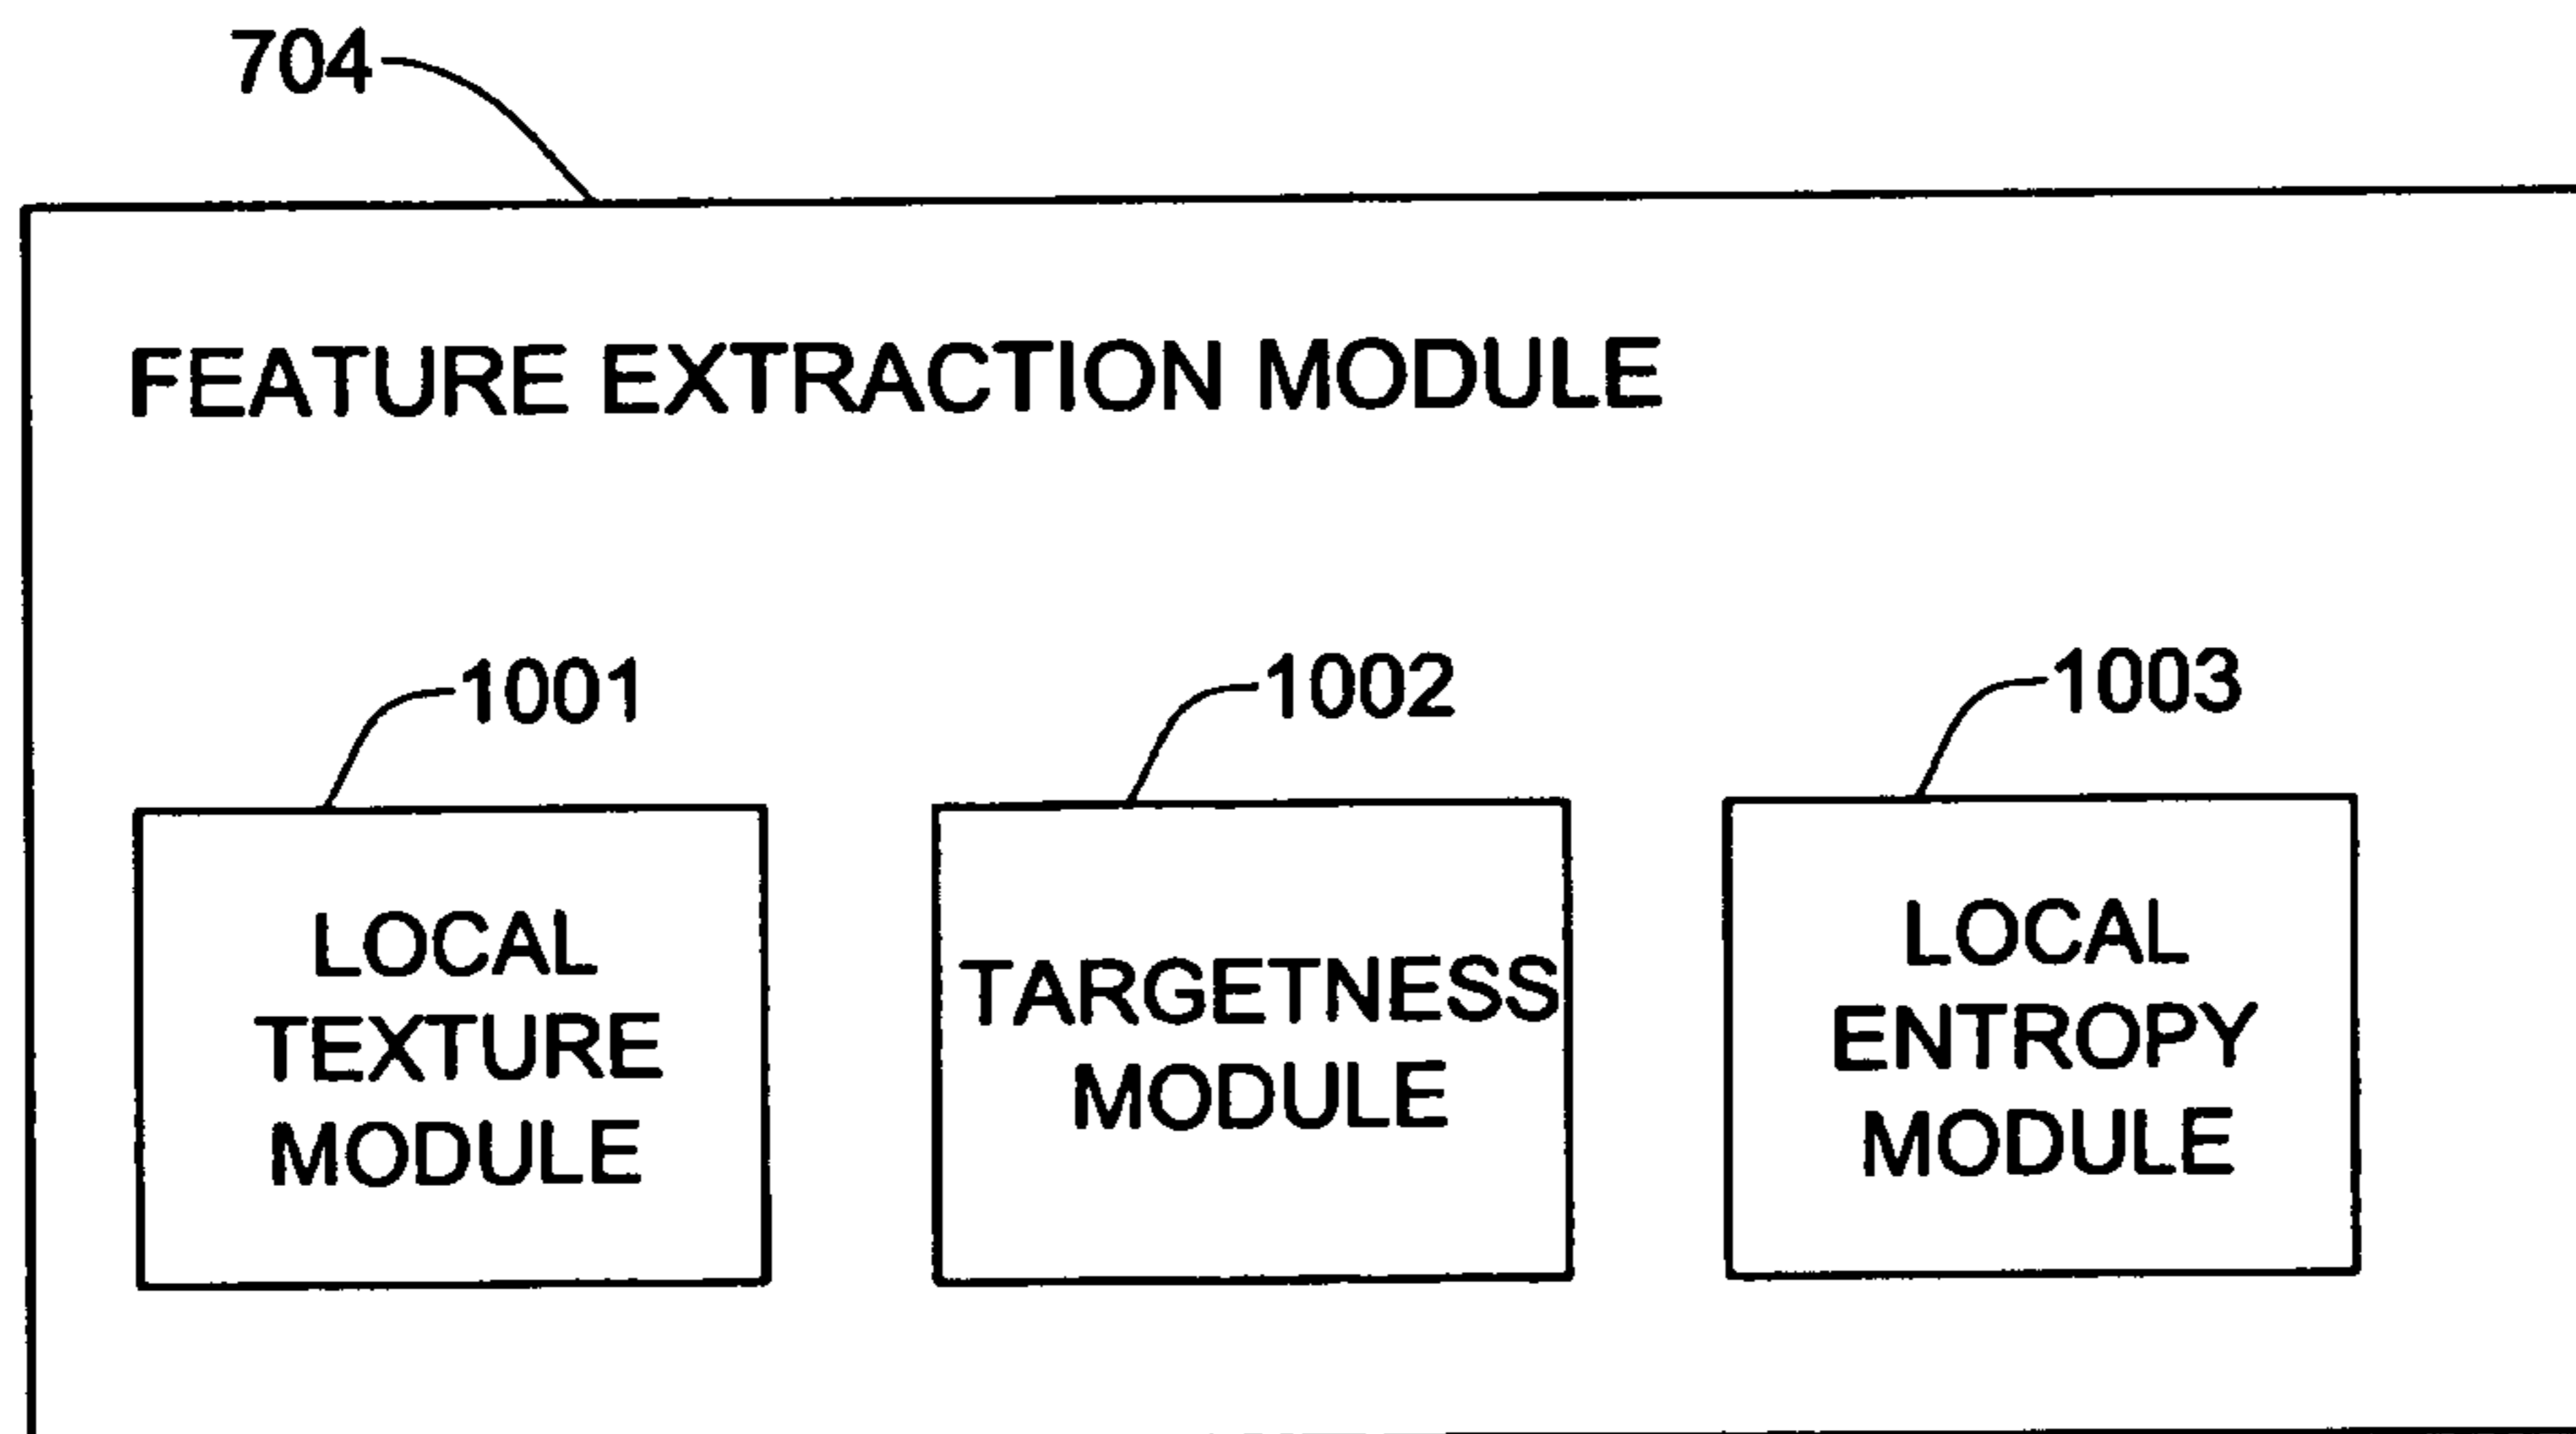 704
FEATURE EXTRACTION MODULE
1001
1002
1003
LOCAL
TEXTURE
MODULE
TARGETNESS
MODULE
LOCAL
ENTROPY
MODULE